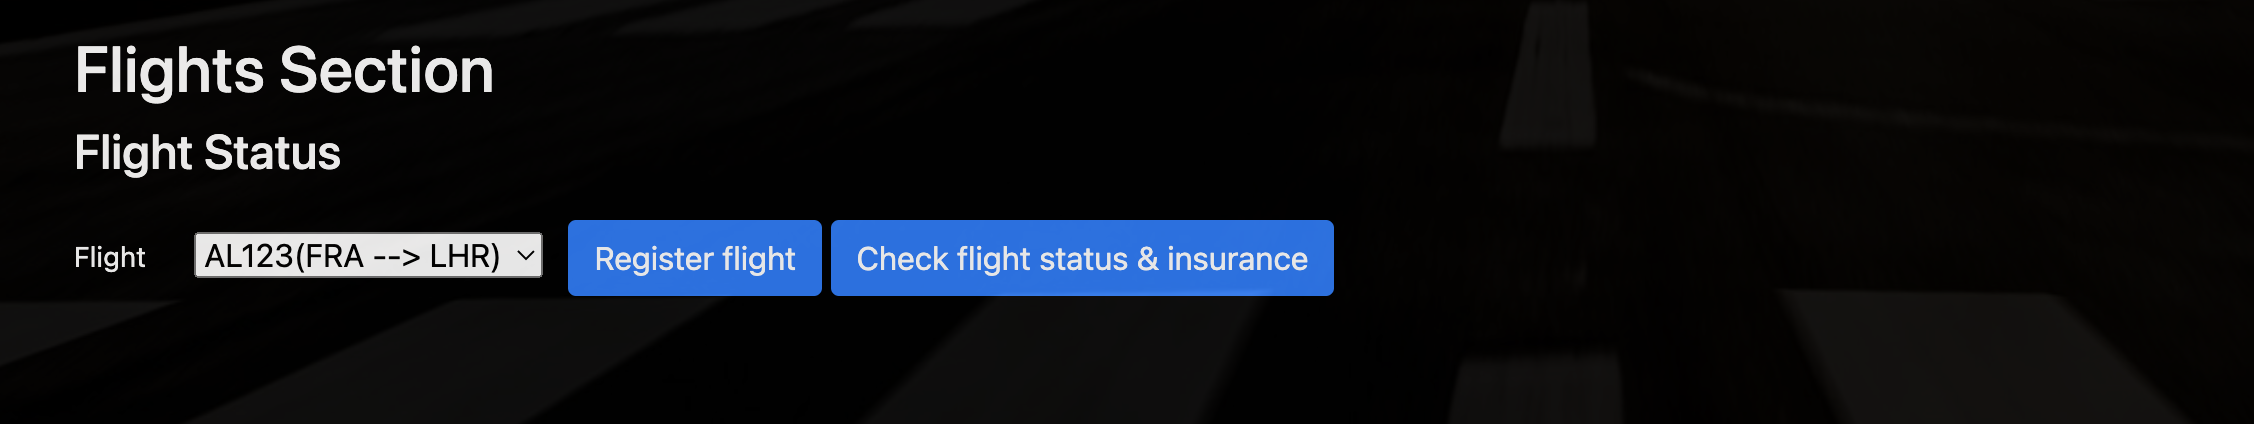 Flights Section
Flight Status
Flight AL123(FRA --> LHR) Register flight Check flight status & insurance